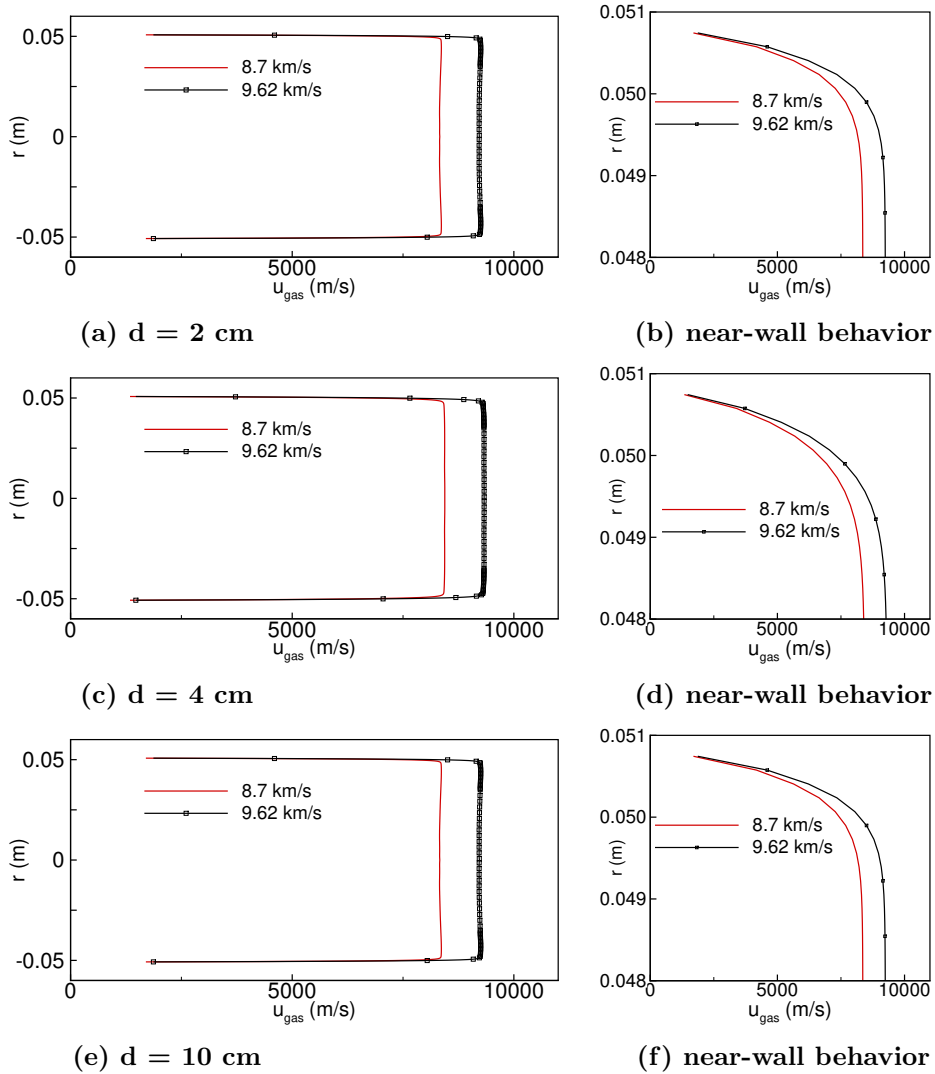 0.05
0
-0.05
r (m)
8.7 km/s
9.62 km/s
0
5000
10000
u_gas (m/s)
(a) d = 2 cm
0.051
0.050
0.049
0.048
r (m)
8.7 km/s
9.62 km/s
0
5000
10000
u_gas (m/s)
(b) near-wall behavior
0.05
0
-0.05
r (m)
8.7 km/s
9.62 km/s
0
5000
10000
u_gas (m/s)
(c) d = 4 cm
0.051
0.050
0.049
0.048
r (m)
8.7 km/s
9.62 km/s
0
5000
10000
u_gas (m/s)
(d) near-wall behavior
0.05
0
-0.05
r (m)
8.7 km/s
9.62 km/s
0
5000
10000
u_gas (m/s)
(e) d = 10 cm
0.051
0.050
0.049
0.048
r (m)
8.7 km/s
9.62 km/s
0
5000
10000
u_gas (m/s)
(f) near-wall behavior